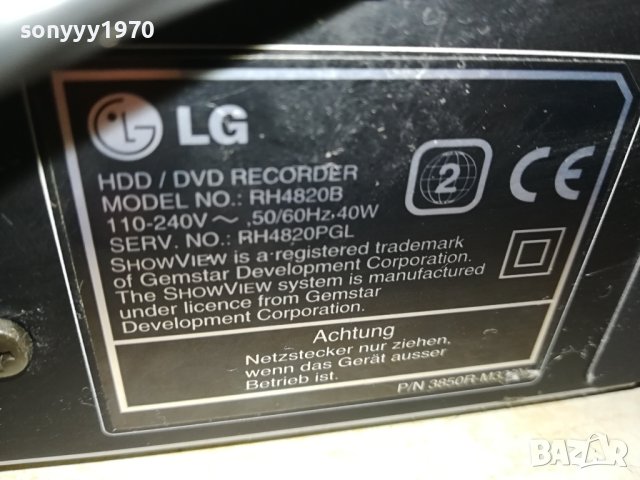 sonyyy1970
LG
HDD / DVD RECORDER
MODEL NO.: RH4820B
110-240V ~ ,50/60Hz,40W
SERV. NO.: RH4820PGL
2
CE
SHOWVIEW is a registered trademark
of Gemstar Development Corporation.
The SHOWVIEW system is manufactured
under licence from Gemstar
Development Corporation.
Achtung
Netzstecker nur ziehen,
wenn das Gerät ausser
Betrieb ist.
P/N 3850R-
BAZAR